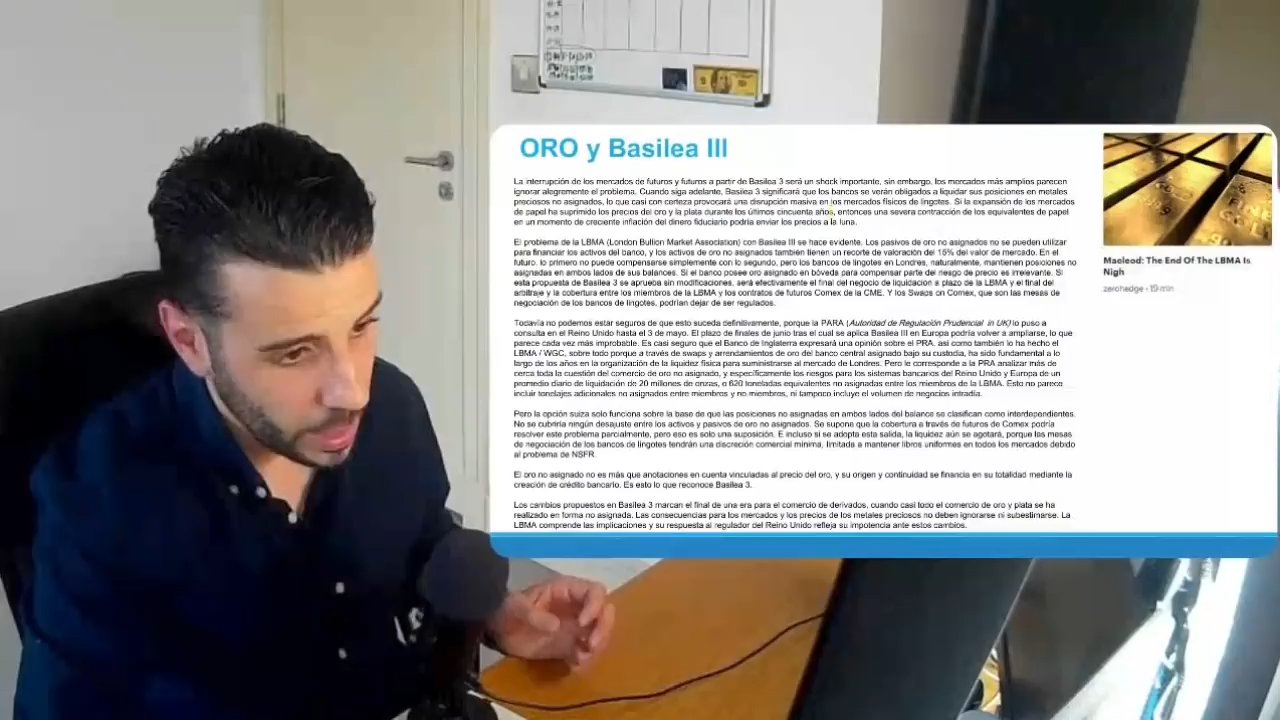 ORO y Basilea III
La interrupción de los mercados de futuros y futuros a partir de Basilea 3 será un shock importante, sin embargo, los mercados más amplios parecen
ignorar alegremente el problema. Cuando siga adelante, Basilea 3 significará que los bancos se verán obligados a liquidar sus posiciones en metales
preciosos no asignados, lo que casi con certeza provocará una disrupción masiva en los mercados físicos de lingotes. Si la expansión de los mercados
de papel ha suprimido los precios del oro y la plata durante los últimos cincuenta años, entonces una severa contracción de los equivalentes de papel
en un momento de creciente inflación del dinero fiduciario podría enviar los precios a la luna.
El problema de la LBMA (London Bullion Market Association) con Basilea III se hace evidente. Los pasivos de oro no asignados no se pueden utilizar
para financiar los activos del banco, y los activos de oro no asignados también tienen un recorte de valoración del 15% del valor de mercado. En el
futuro, lo primero no puede compensarse simplemente con lo segundo, pero los bancos de lingotes en Londres, naturalmente, mantienen posiciones no
asignadas en ambos lados de sus balances. Si el banco posee oro asignado en bóveda para compensar parte del riesgo de precio es irrelevante. Si
esta propuesta de Basilea 3 se aprueba sin modificaciones, será efectivamente el final del negocio de liquidación a plazo de la LBMA y el final del
arbitraje y la cobertura entre los miembros de la LBMA y los contratos de futuros Comex de la CME. Y los Swaps on Comex, que son las mesas de
negociación de los bancos de lingotes, podrían dejar de ser regulados.
Todavía no podemos estar seguros de que esto suceda definitivamente, porque la PARA (Autoridad de Regulación Prudencial in UK) lo puso a
consulta en el Reino Unido hasta el 3 de mayo. El plazo de finales de junio tras el cual se aplica Basilea III en Europa podría volver a ampliarse, lo que
parece cada vez más improbable. Es casi seguro que el Banco de Inglaterra expresará una opinión sobre el PRA, así como también lo ha hecho el
LBMA / WGC, sobre todo porque a través de swaps y arrendamientos de oro del banco central asignado bajo su custodia, ha sido fundamental a lo
largo de los años en la organización de la liquidez física para suministrarse al mercado de Londres. Pero le corresponde a la PRA analizar más de
cerca toda la cuestión del comercio de oro no asignado, y específicamente los riesgos para los sistemas bancarios del Reino Unido y Europa de un
promedio diario de liquidación de 20 millones de onzas, o 620 toneladas equivalentes no asignadas entre los miembros de la LBMA. Esto no parece
incluir tonelajes adicionales no asignados entre miembros y no miembros, ni tampoco incluye el volumen de negocios intradía.
Pero la opción suiza solo funciona sobre la base de que las posiciones no asignadas en ambos lados del balance se clasifican como interdependientes.
No se cubriría ningún desajuste entre los activos y pasivos de oro no asignados. Se supone que la cobertura a través de futuros de Comex podría
resolver este problema parcialmente, pero eso es solo una suposición. E incluso si se adopta esta salida, la liquidez aún se agotará, porque las mesas
de negociación de los bancos de lingotes tendrán una discreción comercial mínima, limitada a mantener libros uniformes en todos los mercados debido
al problema de NSFR.
El oro no asignado no es más que anotaciones en cuenta vinculadas al precio del oro, y su origen y continuidad se financia en su totalidad mediante la
creación de crédito bancario. Es esto lo que reconoce Basilea 3.
Los cambios propuestos en Basilea 3 marcan el final de una era para el comercio de derivados, cuando casi todo el comercio de oro y plata se ha
realizado en forma no asignada. Las consecuencias para los mercados y los precios de los metales preciosos no deben ignorarse ni subestimarse. La
LBMA comprende las implicaciones y su respuesta al regulador del Reino Unido refleja su impotencia ante estos cambios.
Macleod: The End Of The LBMA Is
Nigh
zerohedge · 19 min